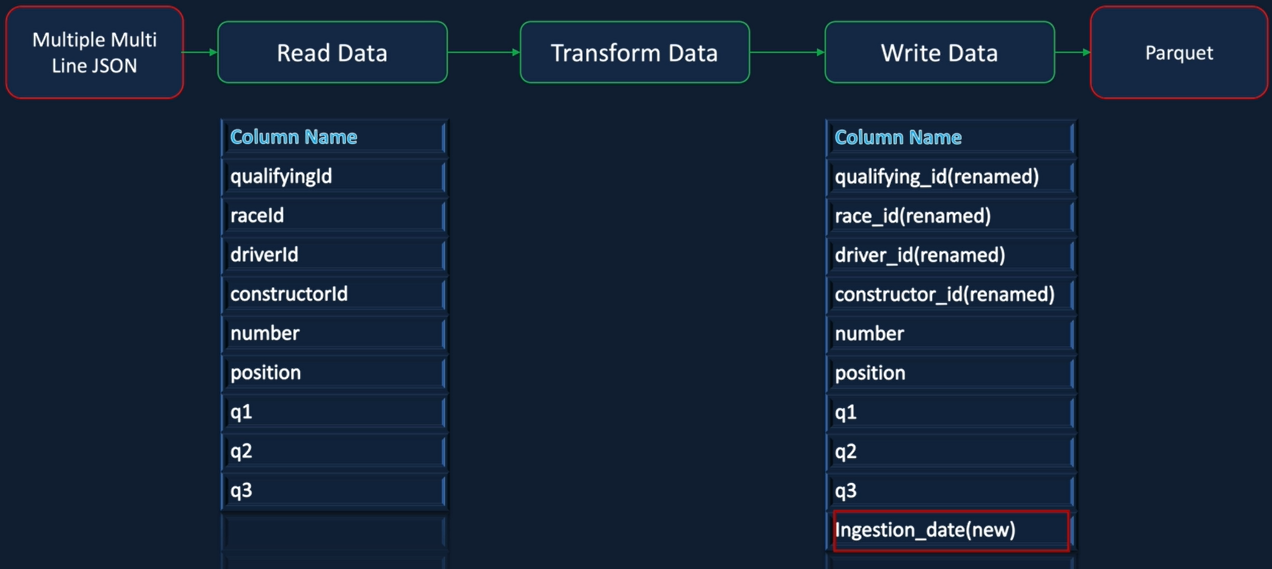 Multiple Multi
Line JSON
Read Data
Transform Data
Write Data
Parquet
Column Name
qualifyingId
raceId
driverId
constructorId
number
position
q1
q2
q3
Column Name
qualifying_id(renamed)
race_id(renamed)
driver_id(renamed)
constructor_id(renamed)
number
position
q1
q2
q3
Ingestion_date(new)